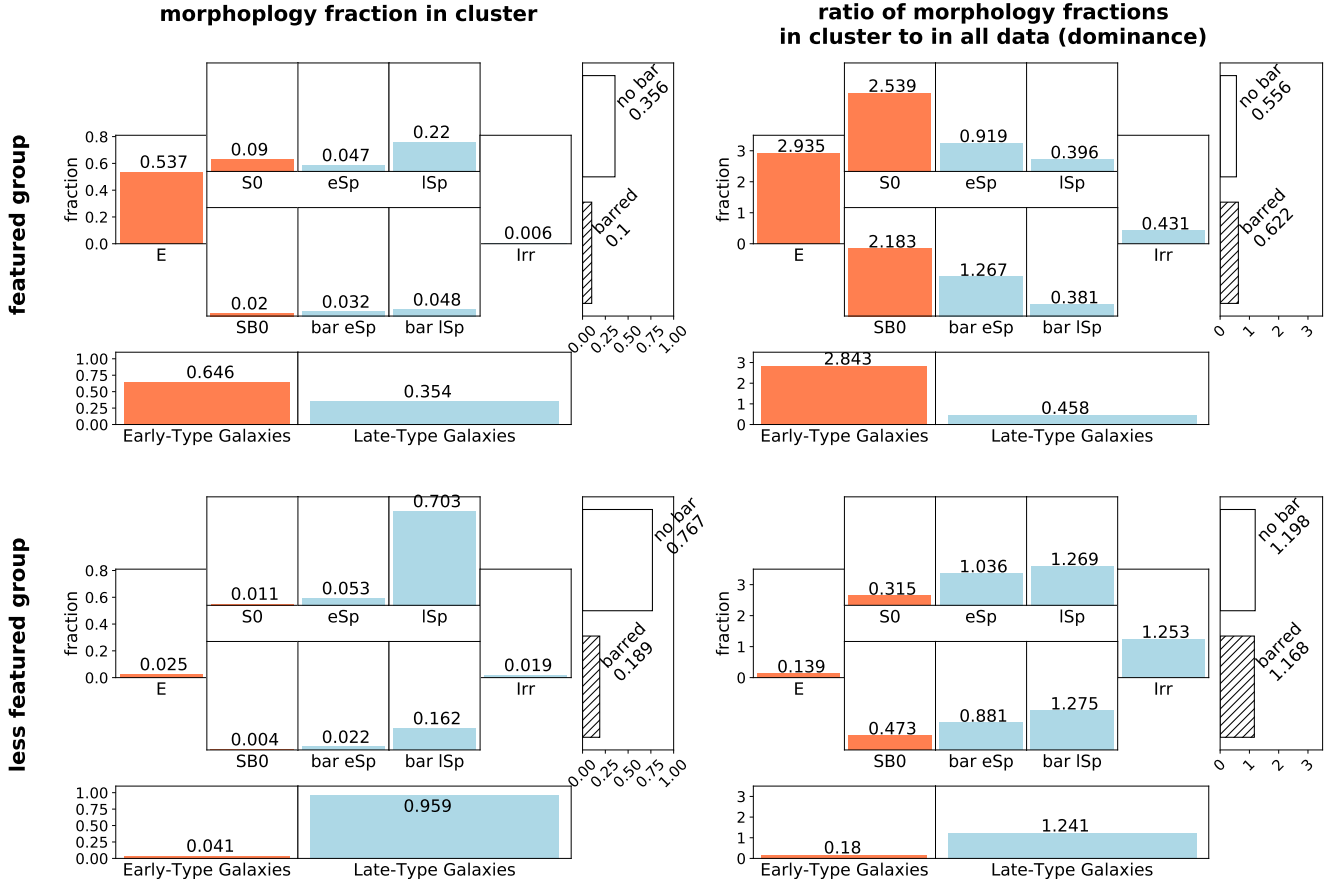 morphoplogy fraction in cluster
ratio of morphology fractions
in cluster to in all data (dominance)
featured group
fraction
0.8
0.6
0.4
0.2
0.0
0.537
E
0.09
S0
0.047
eSp
0.22
lSp
0.02
SB0
0.032
bar eSp
0.048
bar lSp
0.006
Irr
no bar
0.356
barred
0.1
0.00
0.25
0.50
0.75
1.00
1.00
0.75
0.50
0.25
0.00
0.646
Early-Type Galaxies
0.354
Late-Type Galaxies
fraction
3
2
1
0
2.935
E
2.539
S0
0.919
eSp
0.396
lSp
2.183
SB0
1.267
bar eSp
0.381
bar lSp
0.431
Irr
no bar
0.556
barred
0.622
0
1
2
3
3
2
1
0
2.843
Early-Type Galaxies
0.458
Late-Type Galaxies
less featured group
fraction
0.8
0.6
0.4
0.2
0.0
0.025
E
0.011
S0
0.053
eSp
0.703
lSp
0.004
SB0
0.022
bar eSp
0.162
bar lSp
0.019
Irr
no bar
0.767
barred
0.189
0.00
0.25
0.50
0.75
1.00
1.00
0.75
0.50
0.25
0.00
0.041
Early-Type Galaxies
0.959
Late-Type Galaxies
fraction
3
2
1
0
0.139
E
0.315
S0
1.036
eSp
1.269
lSp
0.473
SB0
0.881
bar eSp
1.275
bar lSp
1.253
Irr
no bar
1.198
barred
1.168
0
1
2
3
3
2
1
0
0.18
Early-Type Galaxies
1.241
Late-Type Galaxies